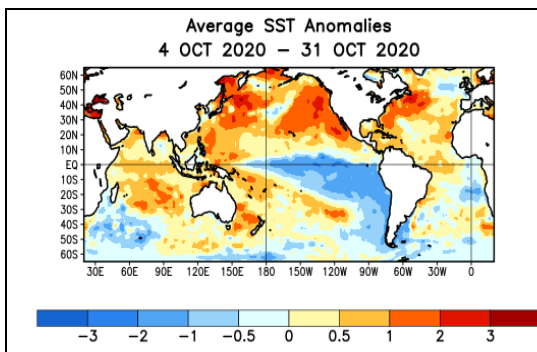 Average SST Anomalies
4 OCT 2020 – 31 OCT 2020
60N
50N
40N
30N
20N
10N
EQ
10S
20S
30S
40S
50S
60S
30E 60E 90E 120E 150E 180 150W 120W 90W 60W 30W 0
-3 -2 -1 -0.5 0 0.5 1 2 3